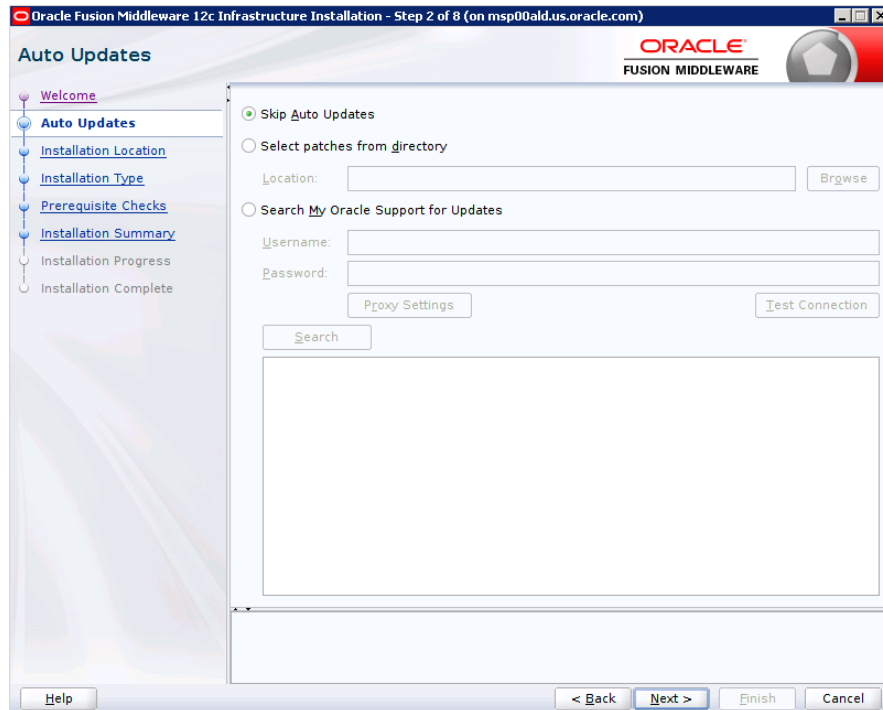 Oracle Fusion Middleware 12c Infrastructure Installation - Step 2 of 8 (on msp00ald.us.oracle.com)
Auto Updates
ORACLE
FUSION MIDDLEWARE
Welcome
Auto Updates
Installation Location
Installation Type
Prerequisite Checks
Installation Summary
Installation Progress
Installation Complete
Skip Auto Updates
Select patches from directory
Location:
Browse
Search My Oracle Support for Updates
Username:
Password:
Proxy Settings
Test Connection
Search
Help
< Back
Next >
Finish
Cancel